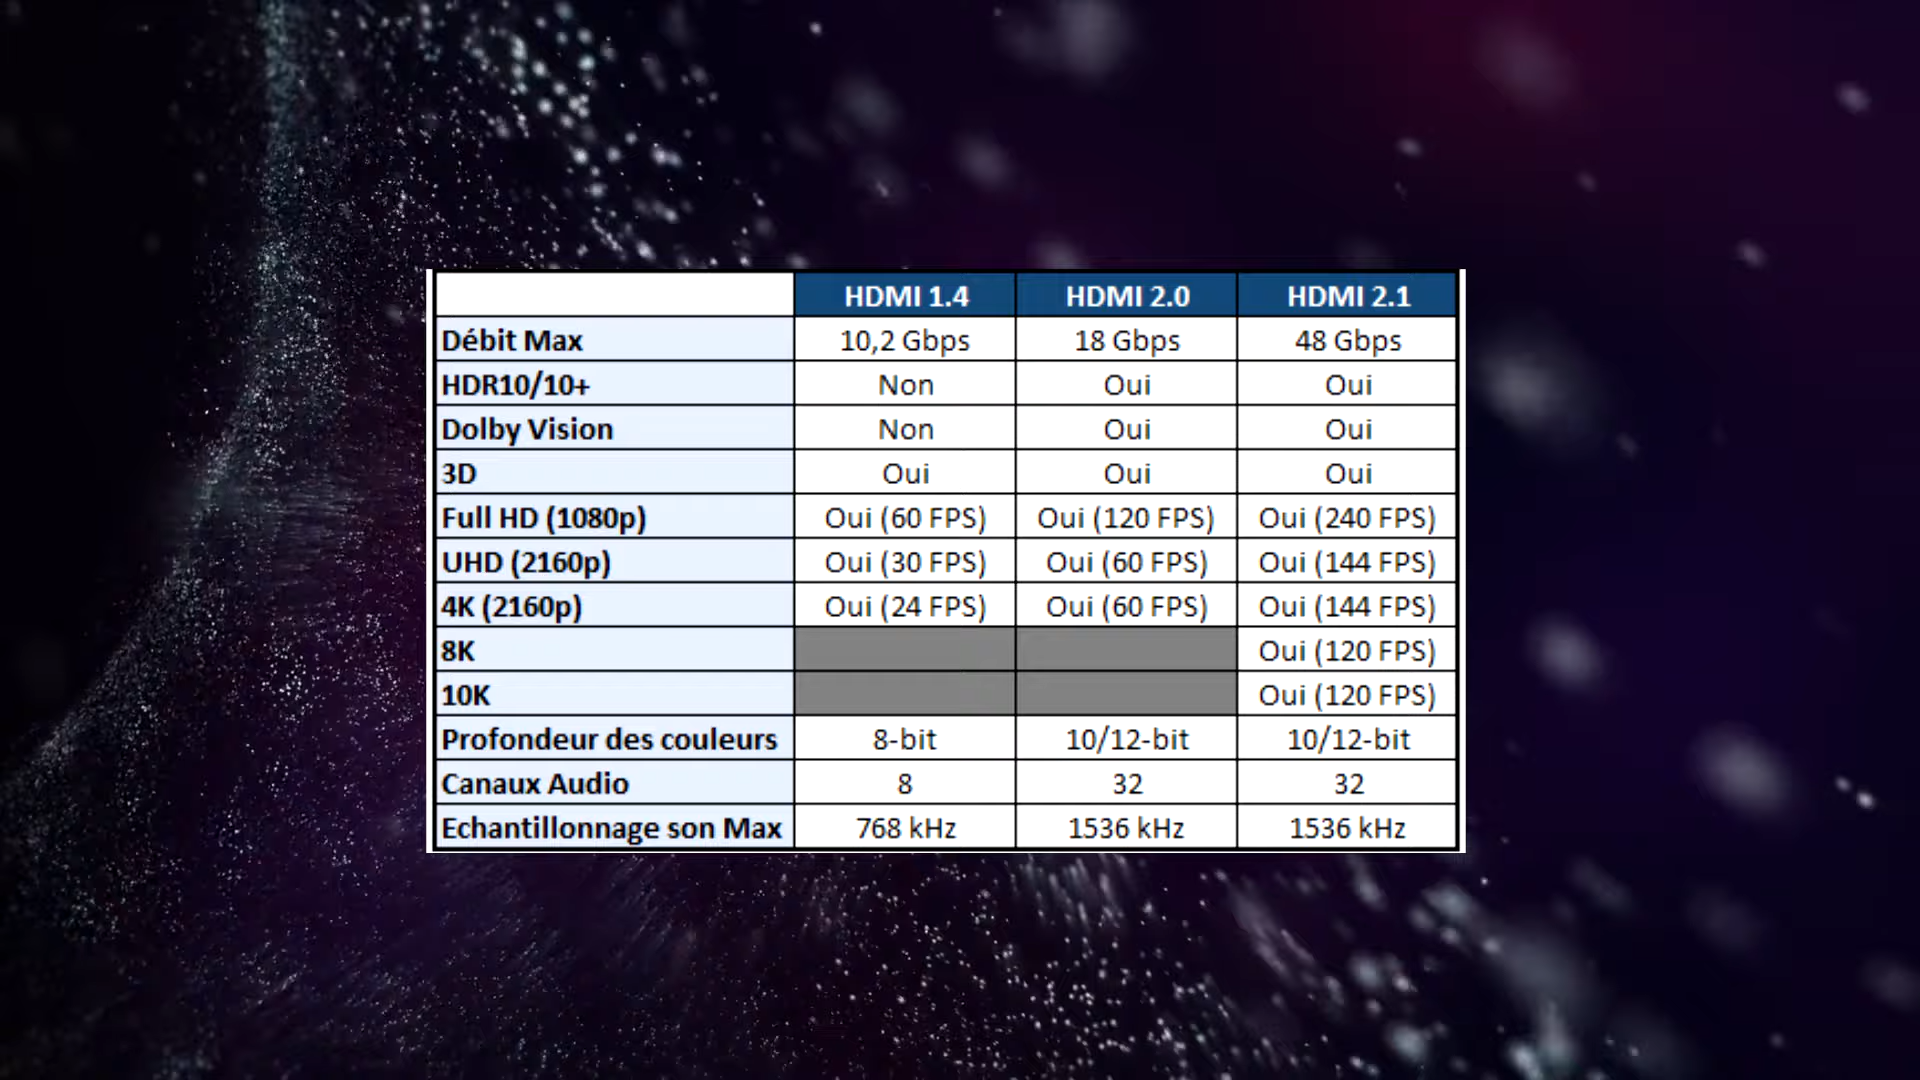 HDMI 1.4 HDMI 2.0 HDMI 2.1
Débit Max 10,2 Gbps 18 Gbps 48 Gbps
HDR10/10+ Non Oui Oui
Dolby Vision Non Oui Oui
3D Oui Oui Oui
Full HD (1080p) Oui (60 FPS) Oui (120 FPS) Oui (240 FPS)
UHD (2160p) Oui (30 FPS) Oui (60 FPS) Oui (144 FPS)
4K (2160p) Oui (24 FPS) Oui (60 FPS) Oui (144 FPS)
8K Oui (120 FPS)
10K Oui (120 FPS)
Profondeur des couleurs 8-bit 10/12-bit 10/12-bit
Canaux Audio 8 32 32
Echantillonnage son Max 768 kHz 1536 kHz 1536 kHz